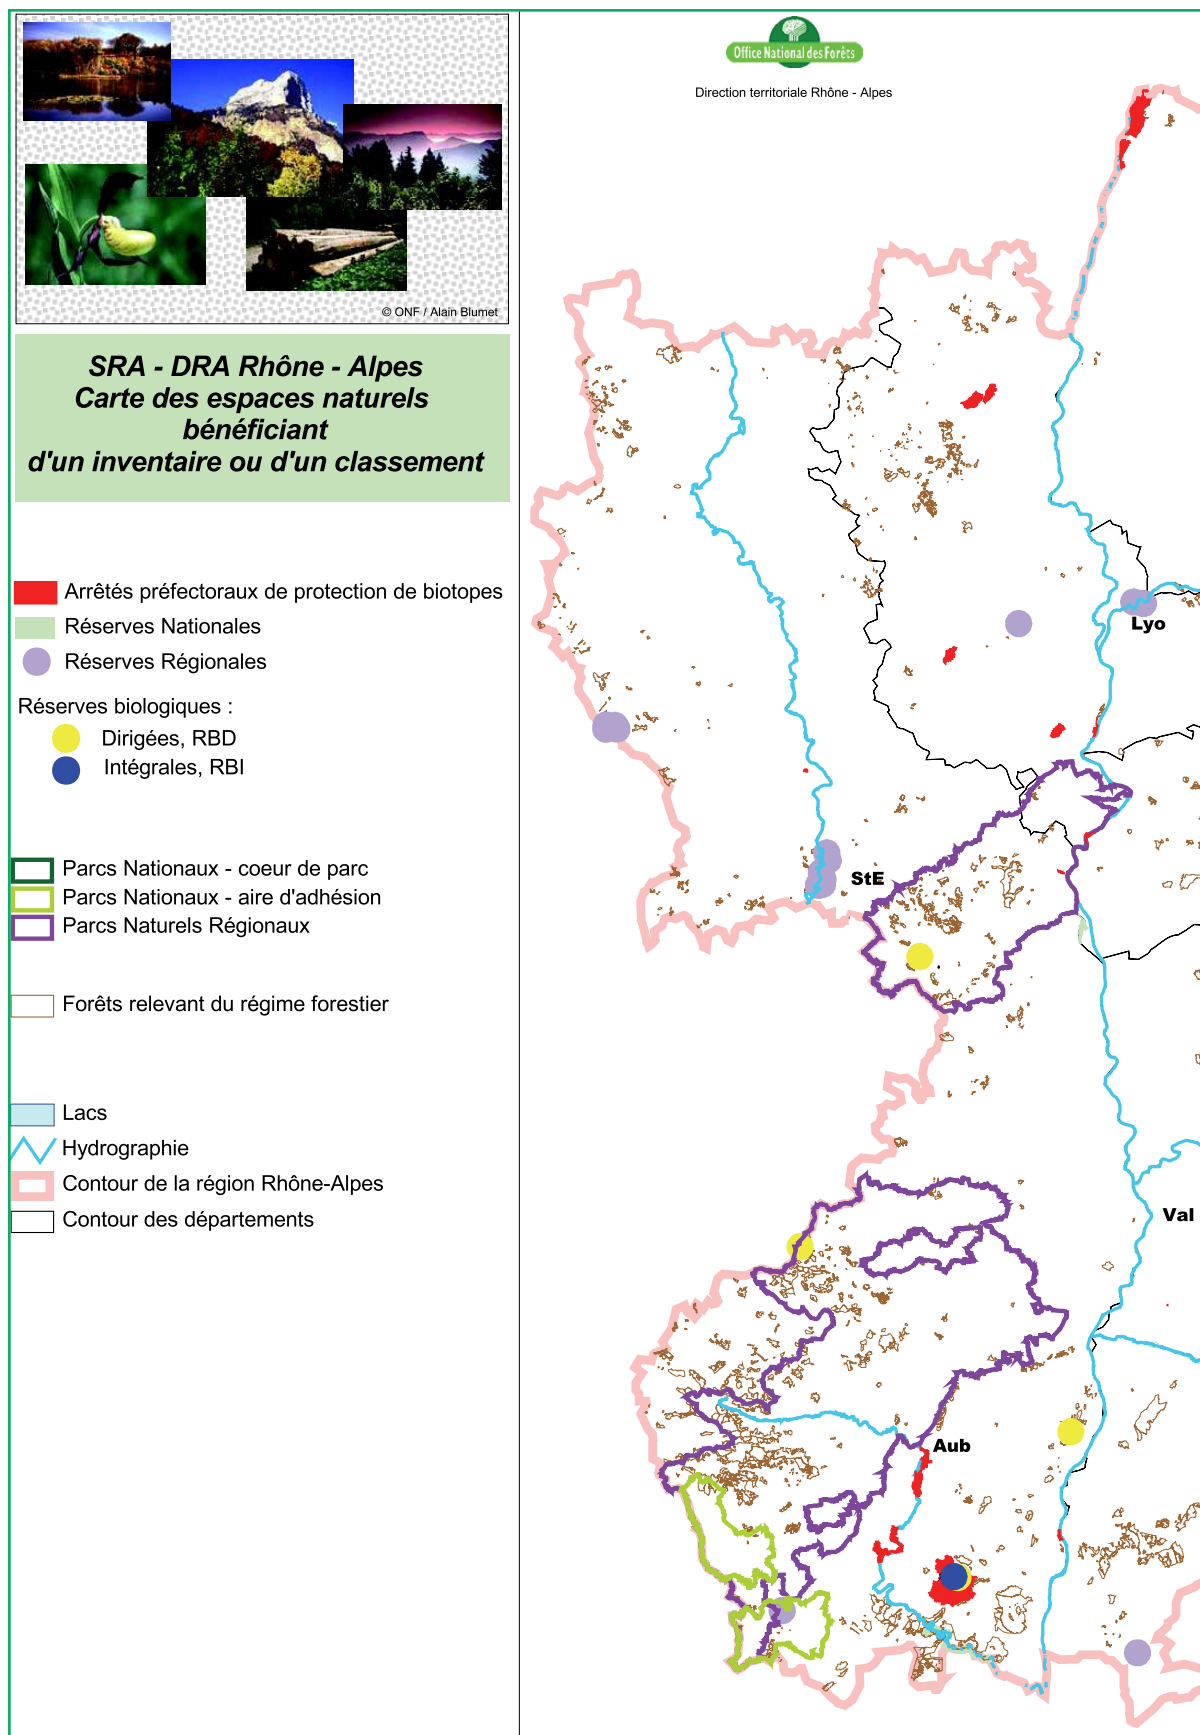 © ONF / Alain Blumet
SRA - DRA Rhône - Alpes
Carte des espaces naturels
bénéficiant
d'un inventaire ou d'un classement
Arrêtés préfectoraux de protection de biotopes
Réserves Nationales
Réserves Régionales
Réserves biologiques :
Dirigées, RBD
Intégrales, RBI
Parcs Nationaux - coeur de parc
Parcs Nationaux - aire d'adhésion
Parcs Naturels Régionaux
Forêts relevant du régime forestier
Lacs
Hydrographie
Contour de la région Rhône-Alpes
Contour des départements
Office National des Forêts
Direction territoriale Rhône - Alpes
Lyo
StE
Val
Aub